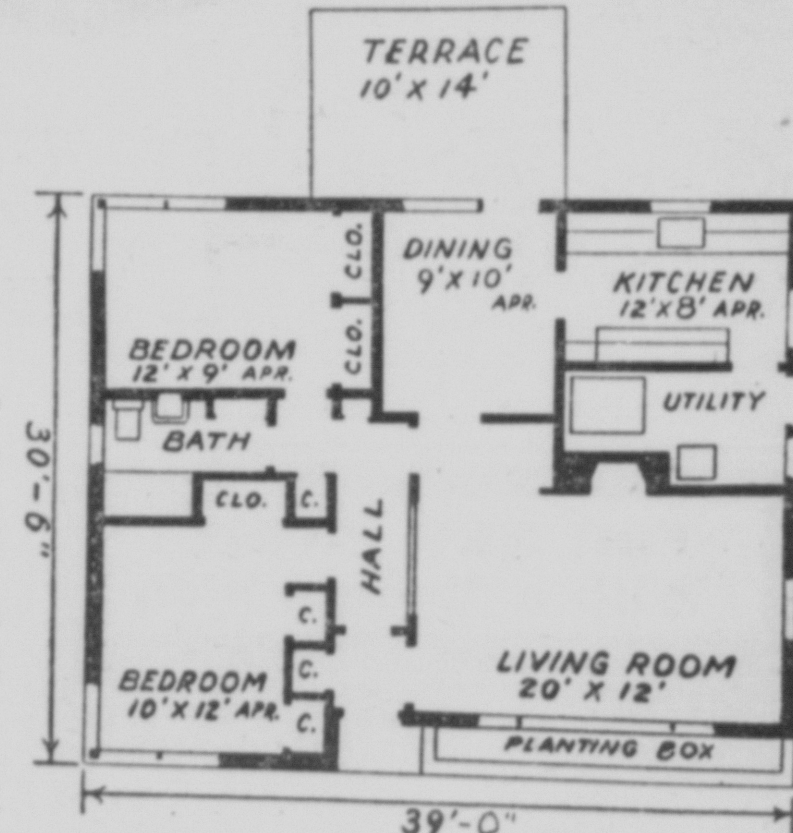 TERRACE
10' X 14'
CLO.
DINING
9' X 10'
APR.
KITCHEN
12' X 8' APR.
BEDROOM
12' X 9' APR.
CLO.
UTILITY
BATH
30'-6"
CLO.
C.
HALL
C.
C.
BEDROOM
10' X 12' APR.
C.
LIVING ROOM
20' X 12'
PLANTING BOX
39'-0"